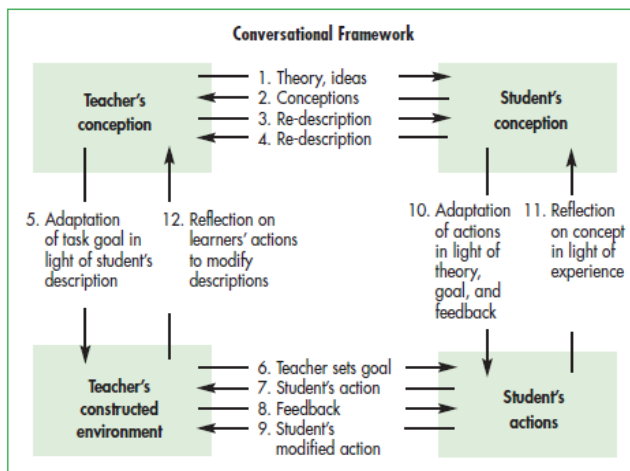 Conversational Framework
Teacher's
conception
1. Theory, ideas
2. Conceptions
3. Re-description
4. Re-description
Student's
conception
5. Adaptation
of task goal in
light of student's
description
12. Reflection on
learners' actions
to modify
descriptions
10. Adaptation
of actions
in light of
theory,
goal, and
feedback
11. Reflection
on concept
in light of
experience
Teacher's
constructed
environment
6. Teacher sets goal
7. Student's action
8. Feedback
9. Student's
modified action
Student's
actions